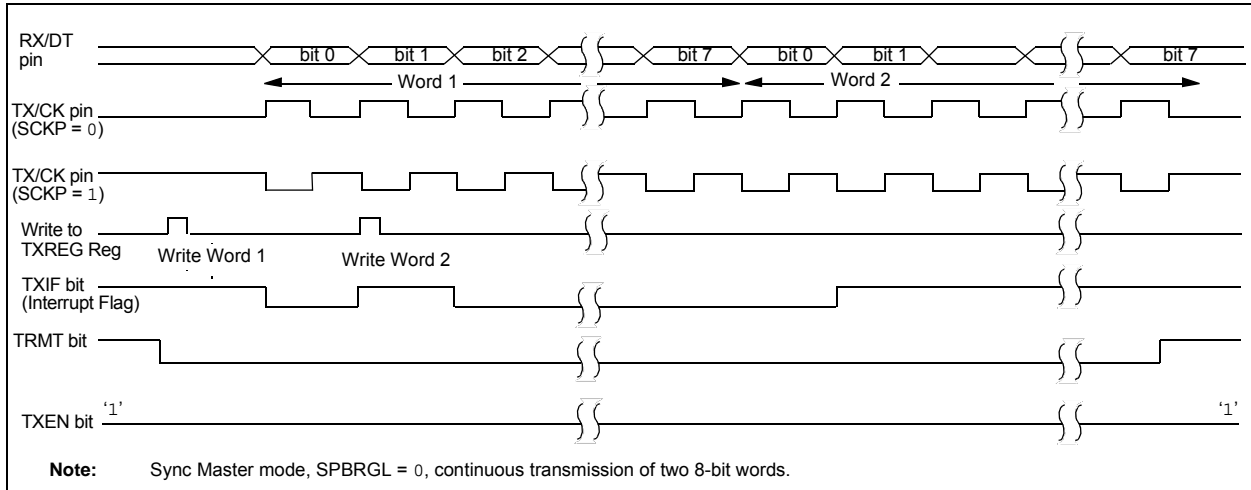 RX/DT
pin
bit 0 bit 1 bit 2 bit 7 bit 0 bit 1 bit 7
Word 1 Word 2
TX/CK pin
(SCKP = 0)
TX/CK pin
(SCKP = 1)
Write to
TXREG Reg
Write Word 1 Write Word 2
TXIF bit
(Interrupt Flag)
TRMT bit
TXEN bit
‘1’ ‘1’
Note: Sync Master mode, SPBRGL = 0, continuous transmission of two 8-bit words.